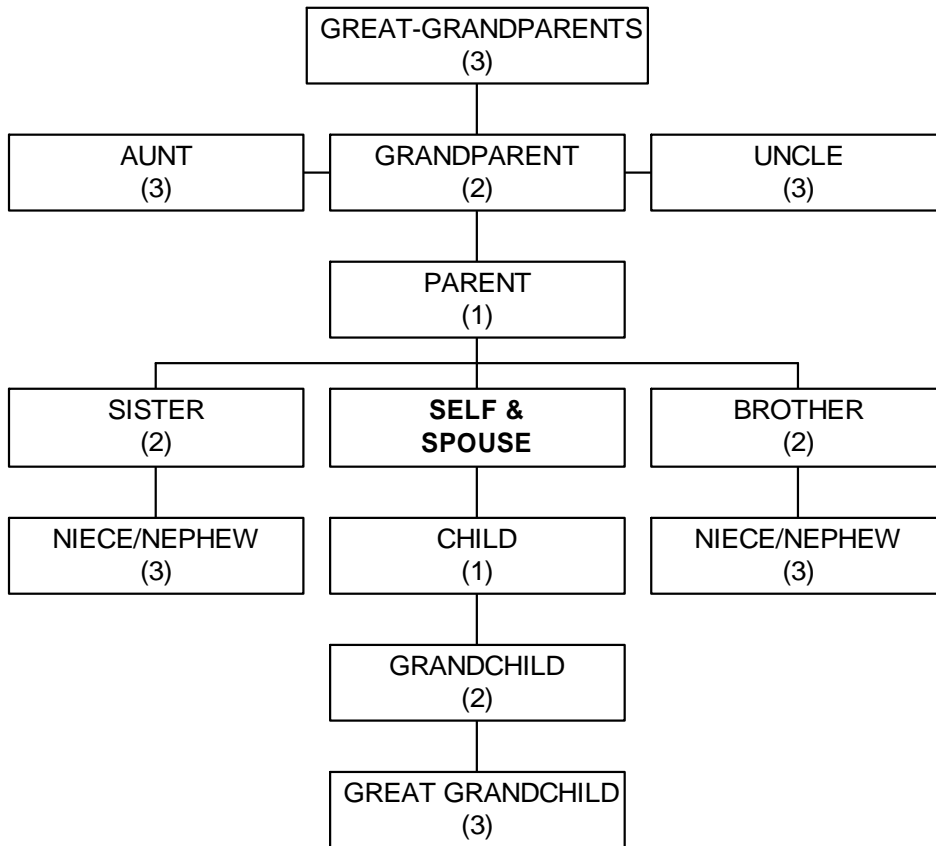 GREAT-GRANDPARENTS
(3)
AUNT
(3)
GRANDPARENT
(2)
UNCLE
(3)
PARENT
(1)
SISTER
(2)
SELF &
SPOUSE
BROTHER
(2)
NIECE/NEPHEW
(3)
CHILD
(1)
NIECE/NEPHEW
(3)
GRANDCHILD
(2)
GREAT GRANDCHILD
(3)